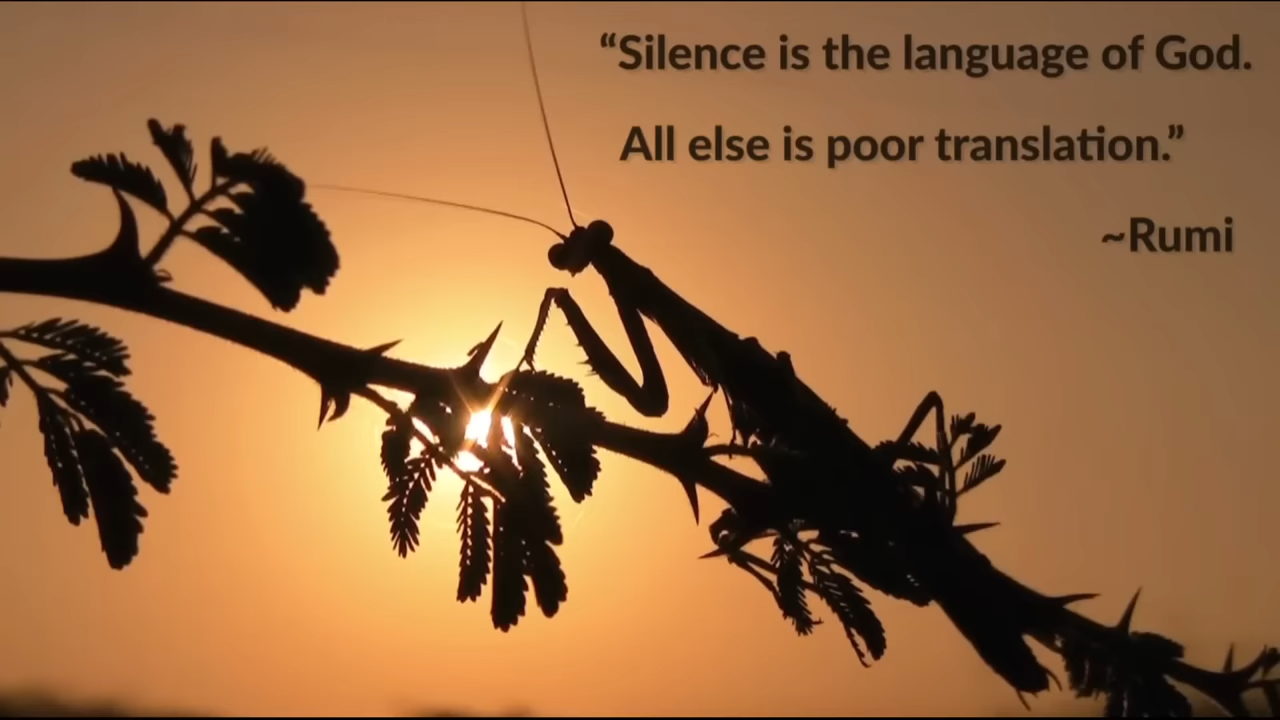 “Silence is the language of God.
All else is poor translation.”
~Rumi